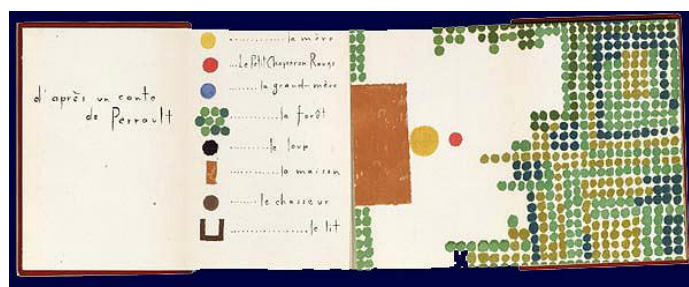 d'après un conte
de Perrault
............la mère
...Le Petit Chaperon Rouge
........la grand-mère
............la forêt
..........le loup
............la maison
........le chasseur
..................le lit